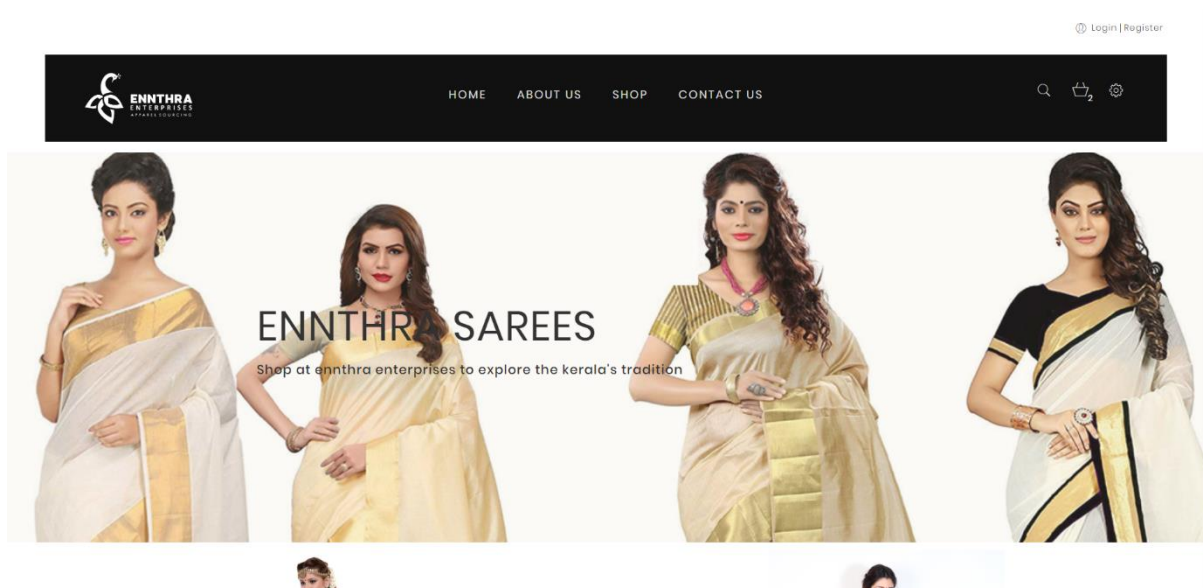 Login | Register
ENNTHRA
ENTERPRISES
APPAREL SOURCING
HOME ABOUT US SHOP CONTACT US
2
ENNTHRA SAREES
Shop at ennthra enterprises to explore the kerala's tradition